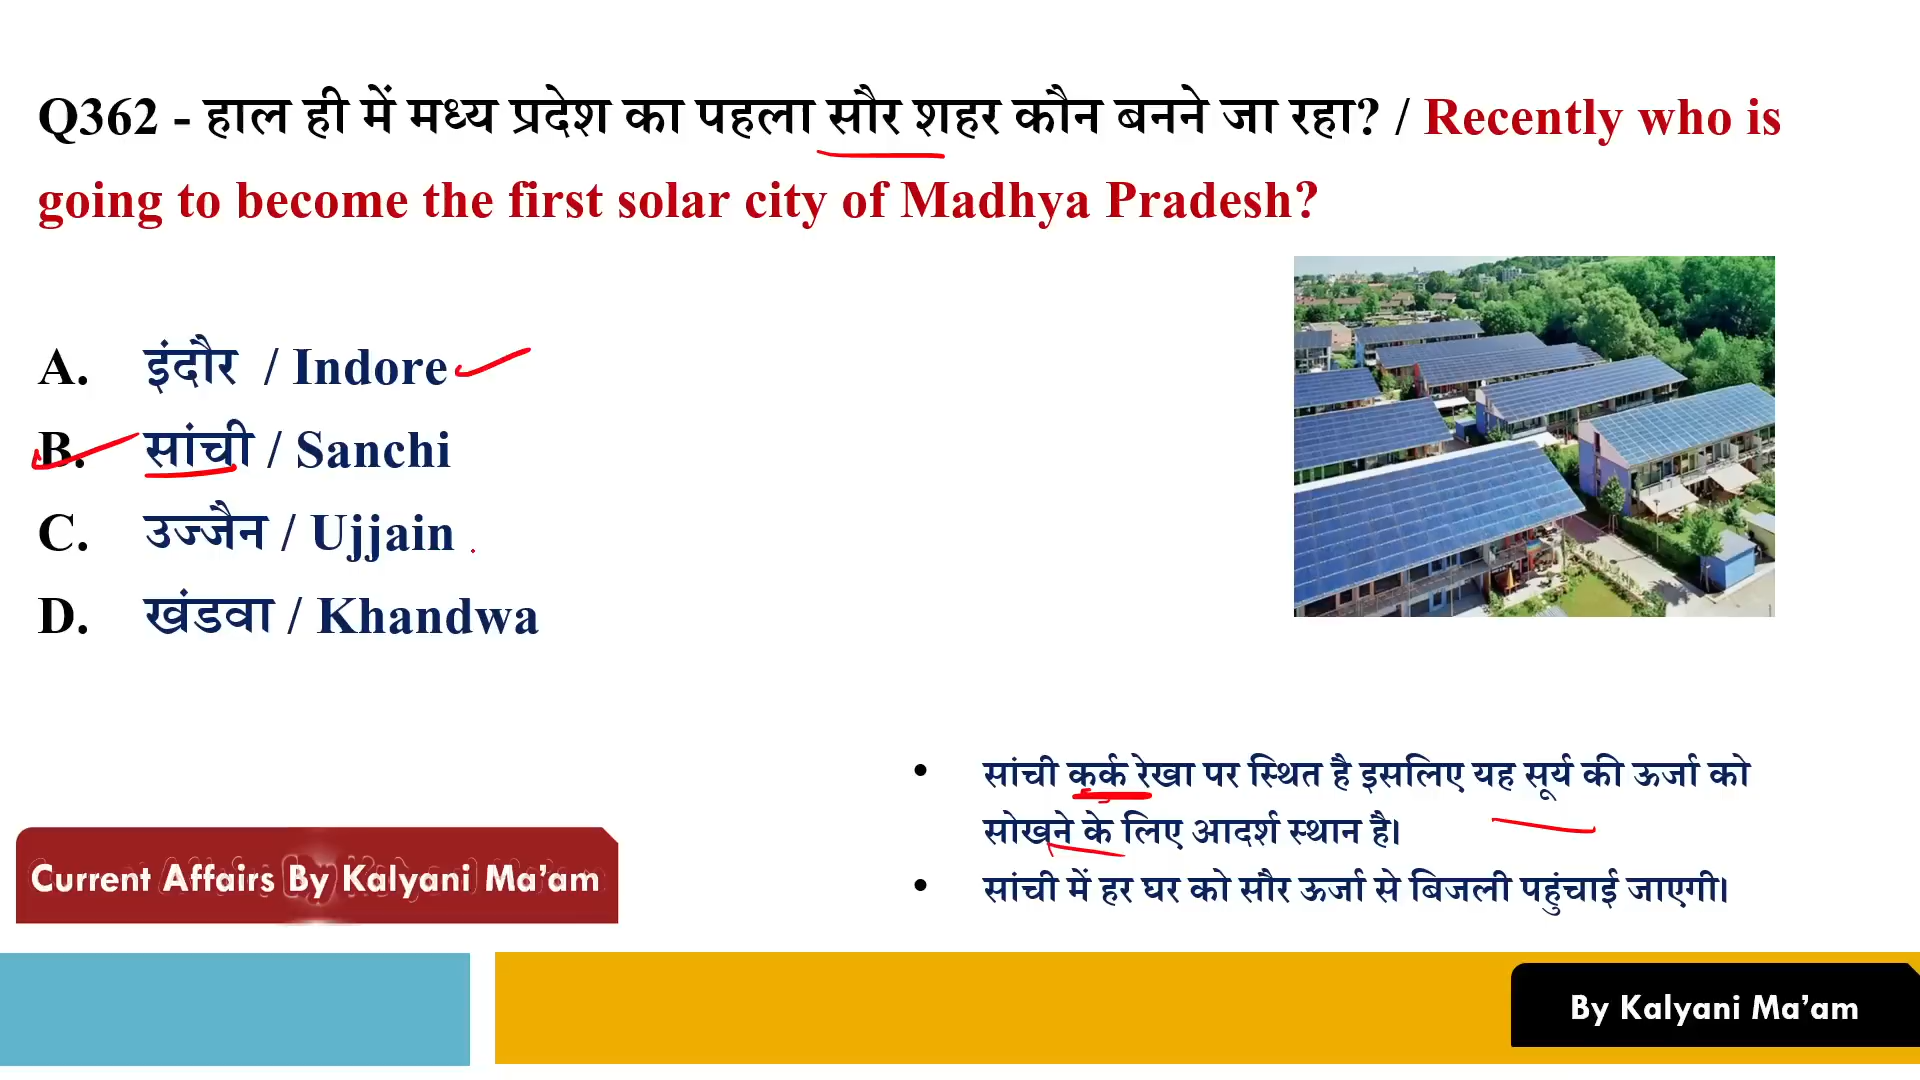 Q362 - हाल ही में मध्य प्रदेश का पहला सौर शहर कौन बनने जा रहा? / Recently who is
going to become the first solar city of Madhya Pradesh?
A. इंदौर / Indore
B. सांची / Sanchi
C. उज्जैन / Ujjain
D. खंडवा / Khandwa
• सांची कर्क रेखा पर स्थित है इसलिए यह सूर्य की ऊर्जा को
सोखने के लिए आदर्श स्थान है।
• सांची में हर घर को सौर ऊर्जा से बिजली पहुंचाई जाएगी।
Current Affairs By Kalyani Ma’am
By Kalyani Ma’am